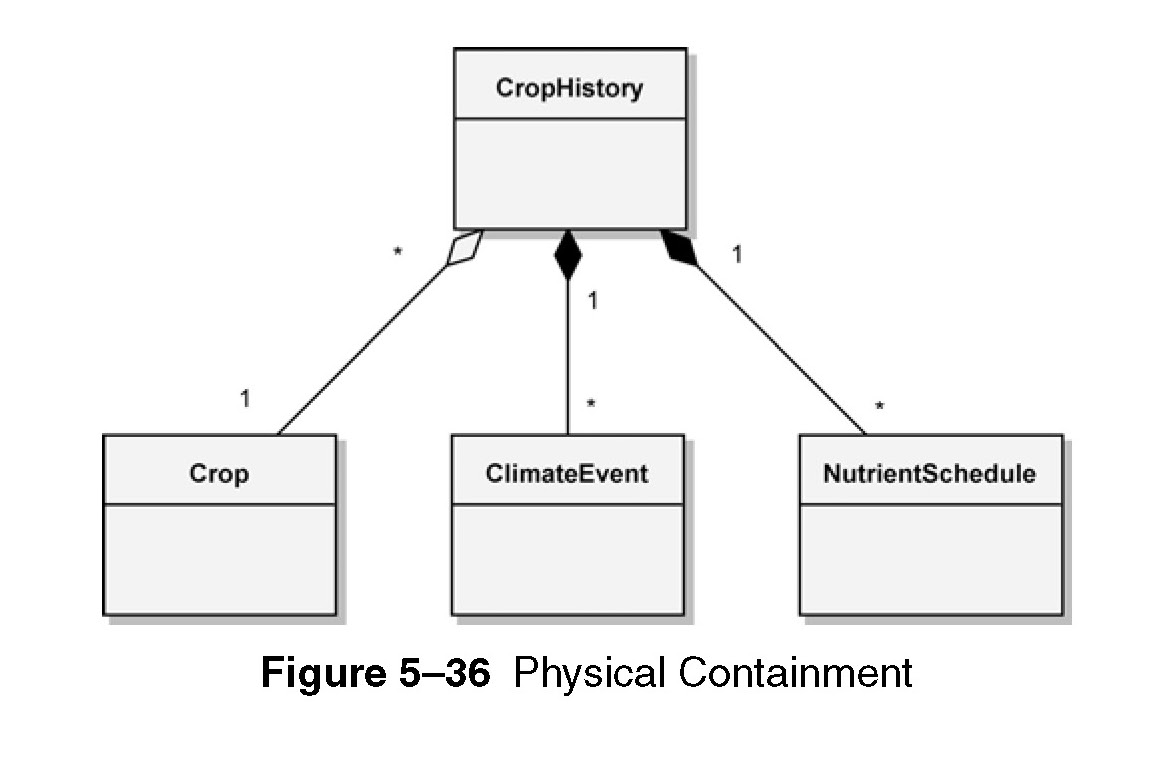 CropHistory
*
1
1
1
*
*
Crop
ClimateEvent
NutrientSchedule
Figure 5–36 Physical Containment